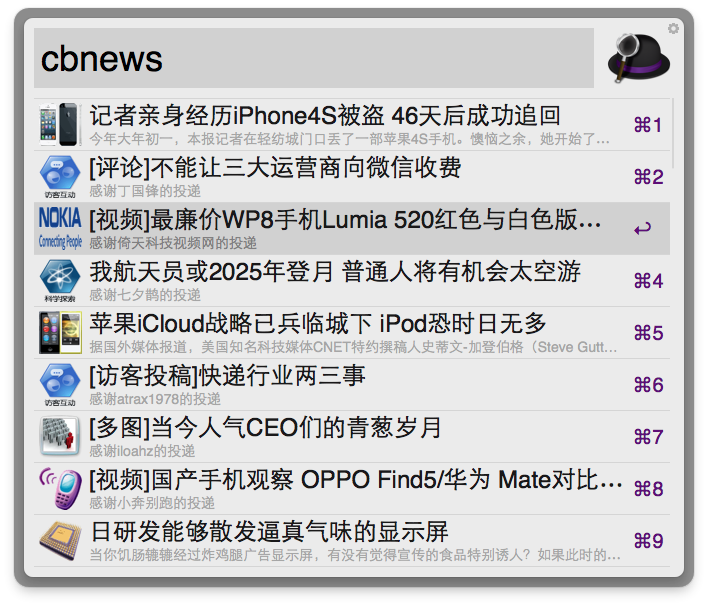 cbnews
记者亲身经历iPhone4S被盗 46天后成功追回
今年大年初一，本报记者在轻纺城门口丢了一部苹果4S手机。懊恼之余，她开始了…
⌘1
[评论]不能让三大运营商向微信收费
感谢丁国锋的投递
访客互动
⌘2
NOKIA
Connecting People
[视频]最廉价WP8手机Lumia 520红色与白色版…
感谢倚天科技视频网的投递
↩
我航天员或2025年登月 普通人将有机会太空游
感谢七夕鹊的投递
科学探索
⌘4
苹果iCloud战略已兵临城下 iPod恐时日无多
据国外媒体报道，美国知名科技媒体CNET特约撰稿人史蒂文-加登伯格（Steve Gutt…
⌘5
[访客投稿]快递行业两三事
感谢atrax1978的投递
访客互动
⌘6
[多图]当今人气CEO们的青葱岁月
感谢iloahz的投递
⌘7
[视频]国产手机观察 OPPO Find5/华为 Mate对比…
感谢小奔别跑的投递
⌘8
日研发能够散发逼真气味的显示屏
当你饥肠辘辘经过炸鸡腿广告显示屏，有没有觉得宣传的食品特别诱人？如果此时的…
⌘9